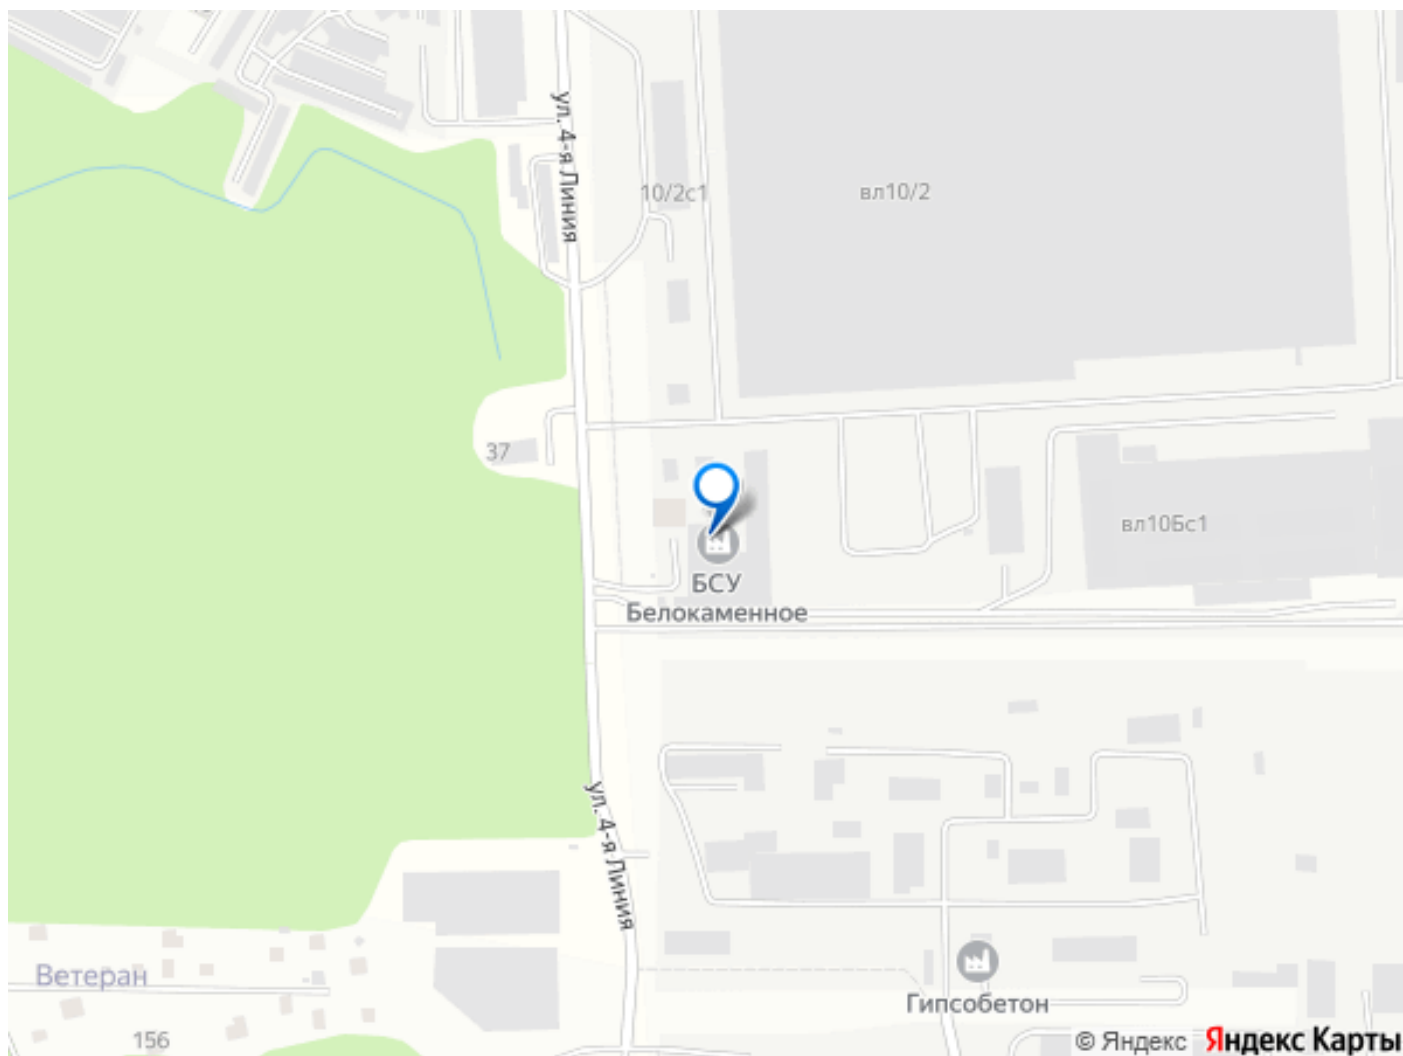 ул. 4-я Линия
10/2с1
вл10/2
37
вл10Бс1
БСУ
Белокаменное
ул. 4-я Линия
Ветеран
Гипсобетон
156
© Яндекс Яндекс Карты